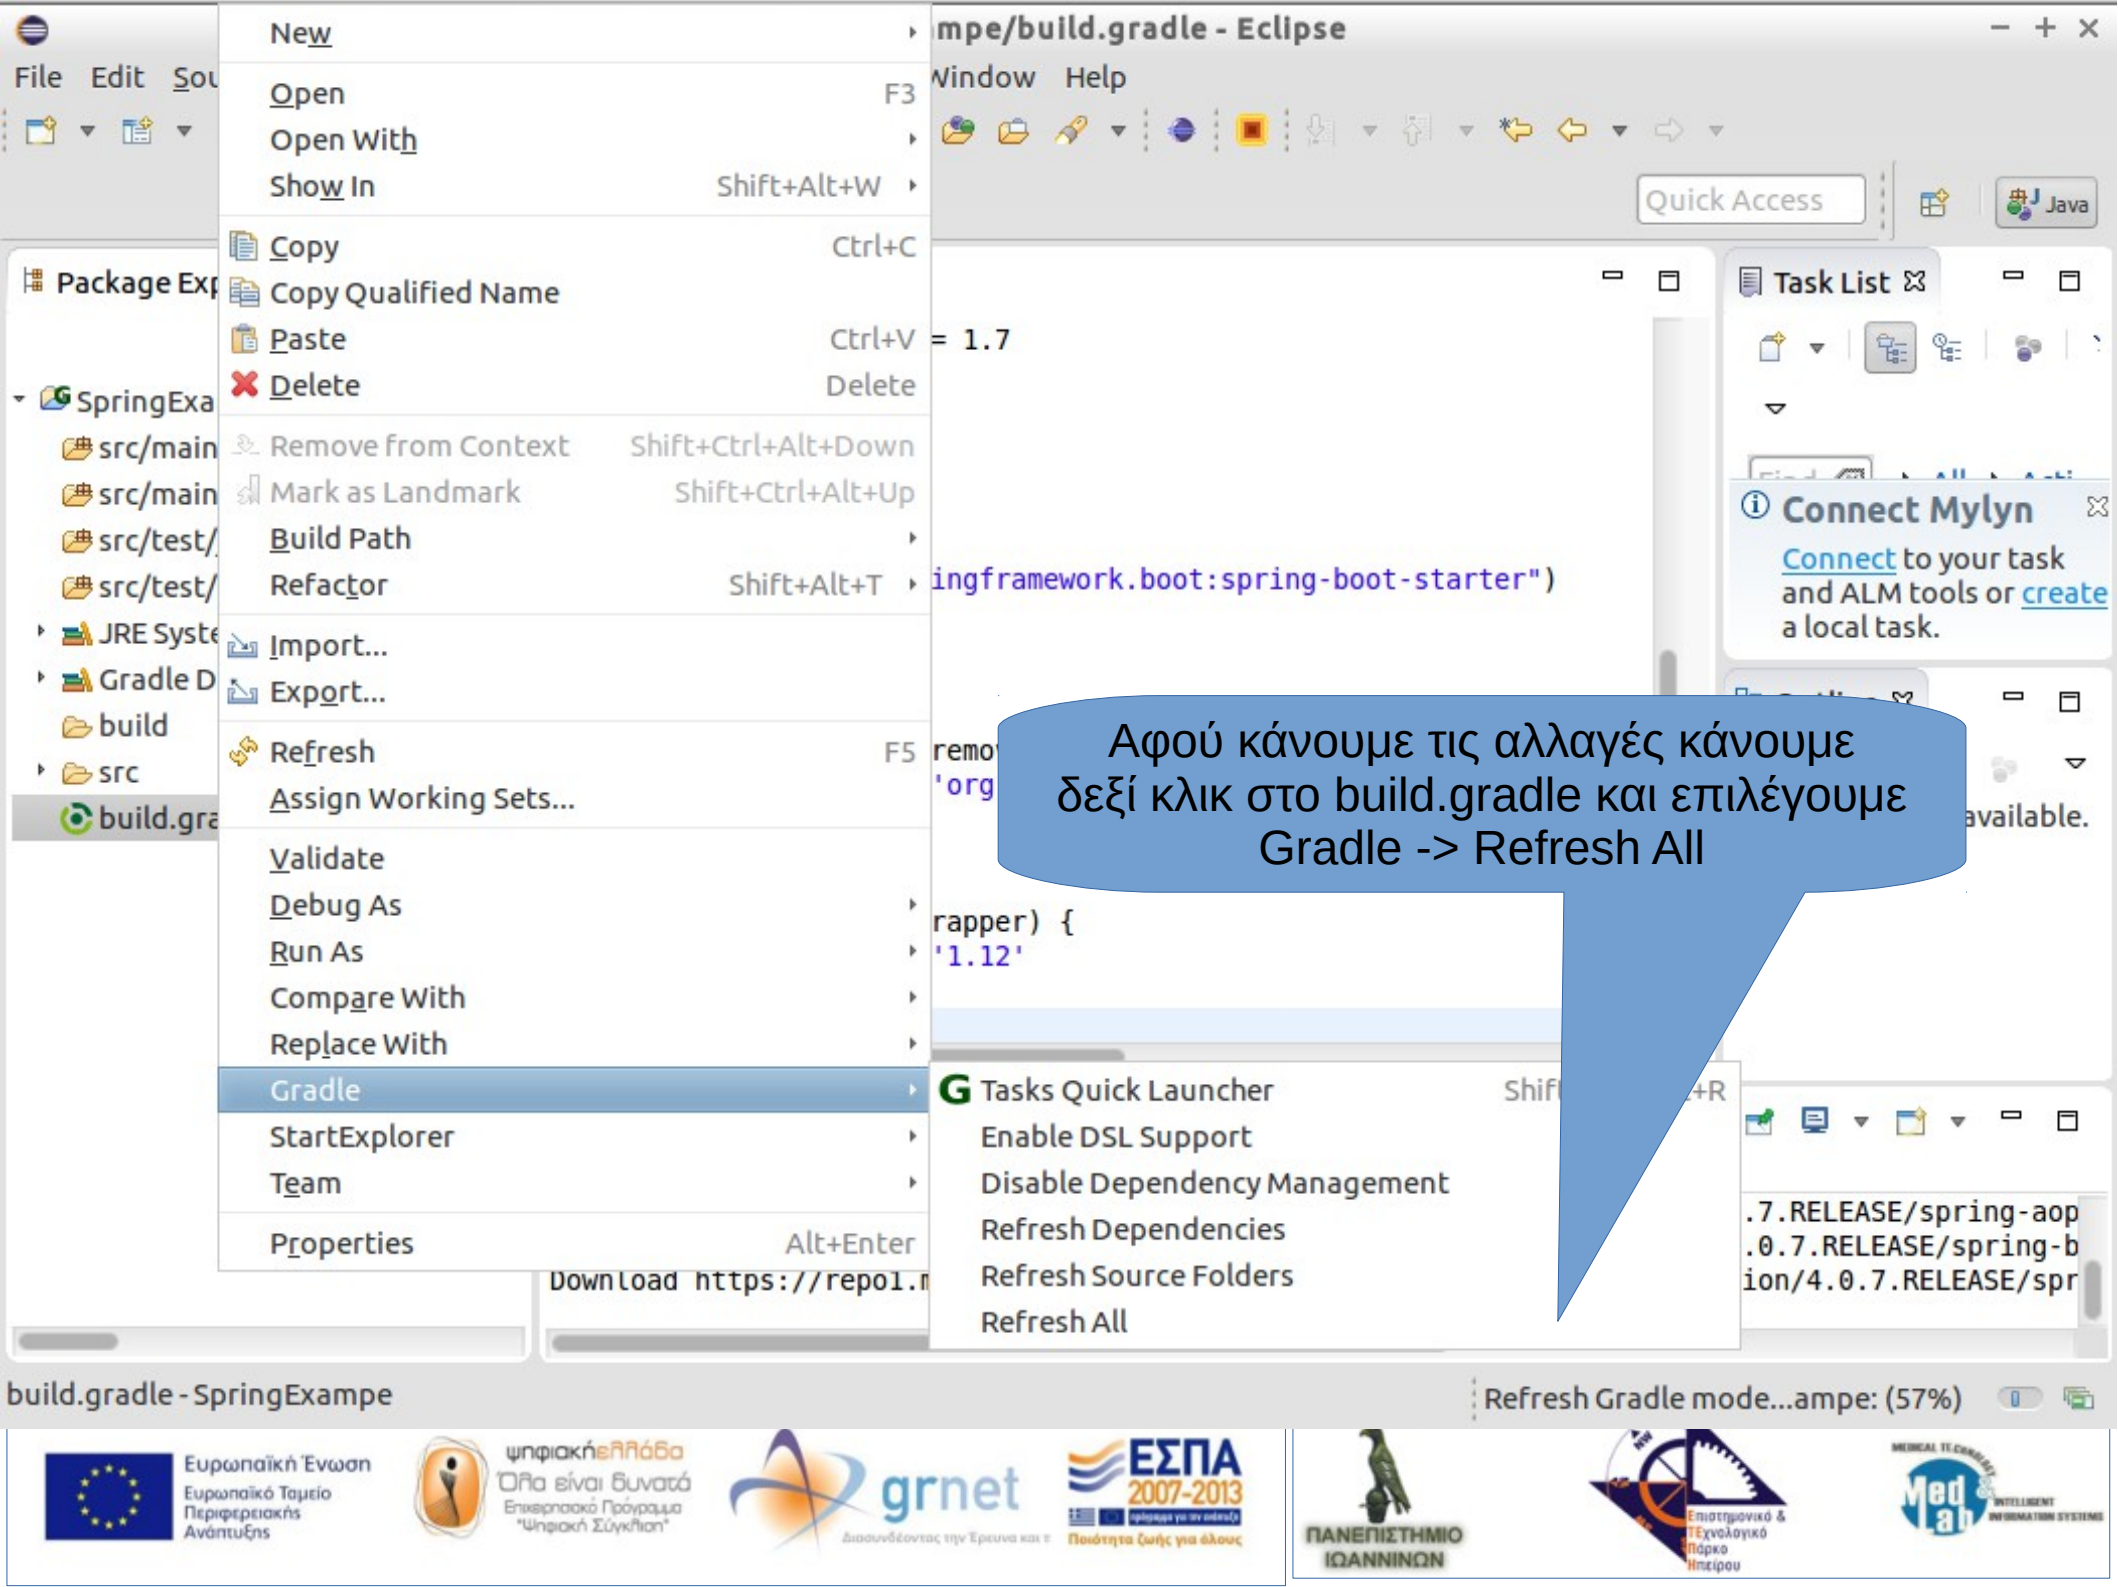 mpe/build.gradle - Eclipse
File Edit Sou
Window Help
New
Open F3
Open With
Show In Shift+Alt+W
Copy Ctrl+C
Copy Qualified Name
Paste Ctrl+V
Delete Delete
Remove from Context Shift+Ctrl+Alt+Down
Mark as Landmark Shift+Ctrl+Alt+Up
Build Path
Refactor Shift+Alt+T
Import...
Export...
Refresh F5
Assign Working Sets...
Validate
Debug As
Run As
Compare With
Replace With
Gradle
StartExplorer
Team
Properties Alt+Enter
Quick Access
Java
Package Exp
SpringExa
src/main
src/main
src/test/
src/test/
JRE Syste
Gradle D
build
src
build.gra
= 1.7
ingframework.boot:spring-boot-starter")
remov
'org
rapper) {
'1.12'
Task List
Connect Mylyn
Connect to your task
and ALM tools or create
a local task.
available.
Αφού κάνουμε τις αλλαγές κάνουμε
δεξί κλικ στο build.gradle και επιλέγουμε
Gradle -> Refresh All
Tasks Quick Launcher Shif +R
Enable DSL Support
Disable Dependency Management
Refresh Dependencies
Refresh Source Folders
Refresh All
.7.RELEASE/spring-aop
.0.7.RELEASE/spring-b
Download https://repo1.m ion/4.0.7.RELEASE/spr
build.gradle - SpringExampe
Refresh Gradle mode...ampe: (57%)
Ευρωπαϊκή Ένωση
Ευρωπαϊκό Ταμείο
Περιφερειακής
Ανάπτυξης
ψηφιακήελλάδα
Όλα είναι δυνατά
Επιχειρησιακό Πρόγραμμα
"Ψηφιακή Σύγκλιση"
grnet
Διασυνδέοντας την Έρευνα και τ
ΕΣΠΑ
2007-2013
Ποιότητα ζωής για όλους
ΠΑΝΕΠΙΣΤΗΜΙΟ
ΙΩΑΝΝΙΝΩΝ
Επιστημονικό &
ΤΕχνολογικό
Πάρκο
Ηπείρου
Med
Lab
INTELLIGENT
INFORMATION SYSTEMS